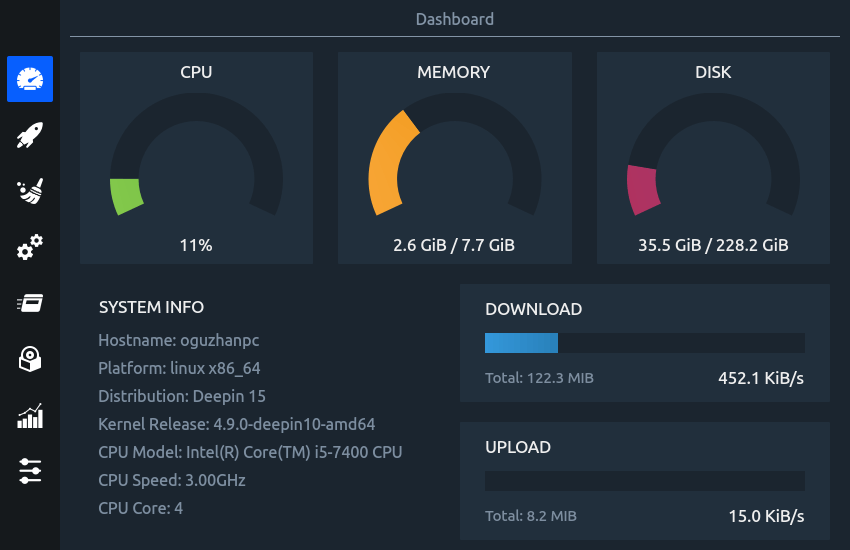 Dashboard
CPU
MEMORY
DISK
11%
2.6 GiB / 7.7 GiB
35.5 GiB / 228.2 GiB
SYSTEM INFO
Hostname: oguzhanpc
Platform: linux x86_64
Distribution: Deepin 15
Kernel Release: 4.9.0-deepin10-amd64
CPU Model: Intel(R) Core(TM) i5-7400 CPU
CPU Speed: 3.00GHz
CPU Core: 4
DOWNLOAD
Total: 122.3 MIB
452.1 KiB/s
UPLOAD
Total: 8.2 MIB
15.0 KiB/s